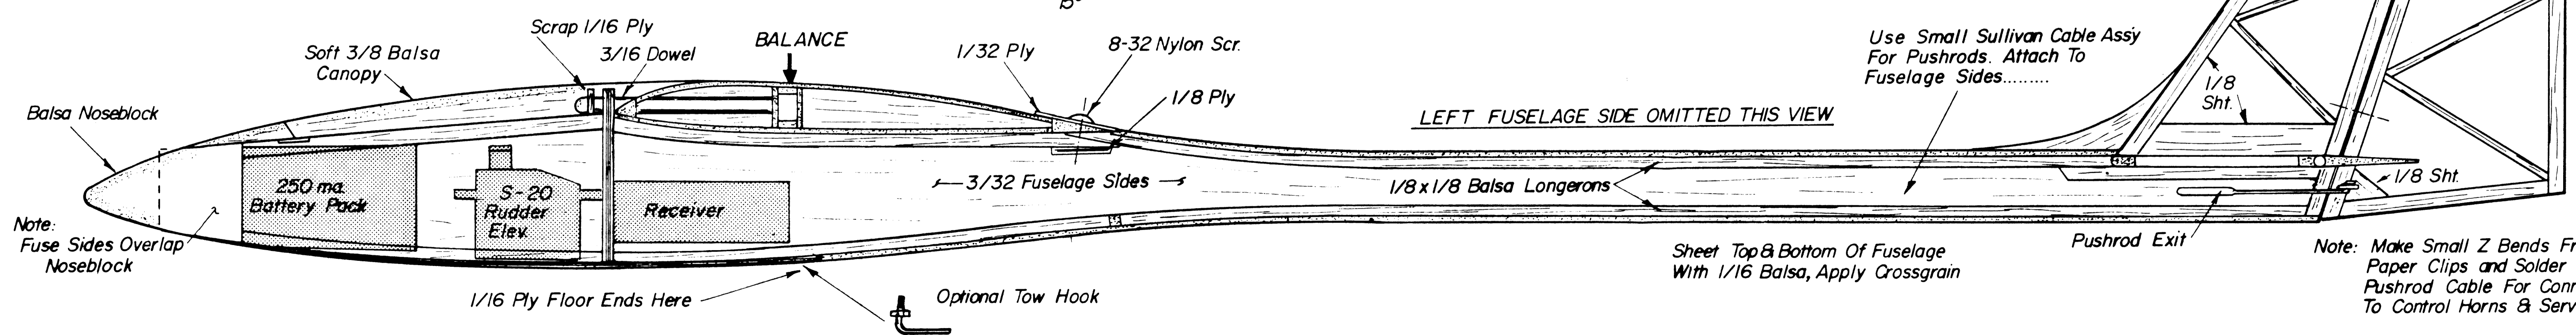 5°
Scrap 1/16 Ply
3/16 Dowel
BALANCE
Soft 3/8 Balsa
Canopy
1/32 Ply
8-32 Nylon Scr.
1/8 Ply
Use Small Sullivan Cable Ass'y
For Pushrods. Attach To
Fuselage Sides.........
1/8
Sht.
Balsa Noseblock
LEFT FUSELAGE SIDE OMITTED THIS VIEW
250 ma.
Battery Pack
S-20
Rudder
Elev.
Receiver
3/32 Fuselage Sides
1/8 x 1/8 Balsa Longerons
1/8 Sht.
Note:
Fuse Sides Overlap
Noseblock
Sheet Top & Bottom Of Fuselage
With 1/16 Balsa, Apply Crossgrain
Pushrod Exit
1/16 Ply Floor Ends Here
Optional Tow Hook
Note: Make Small Z Bends
Paper Clips and Solder
Pushrod Cable For
To Control Horns &